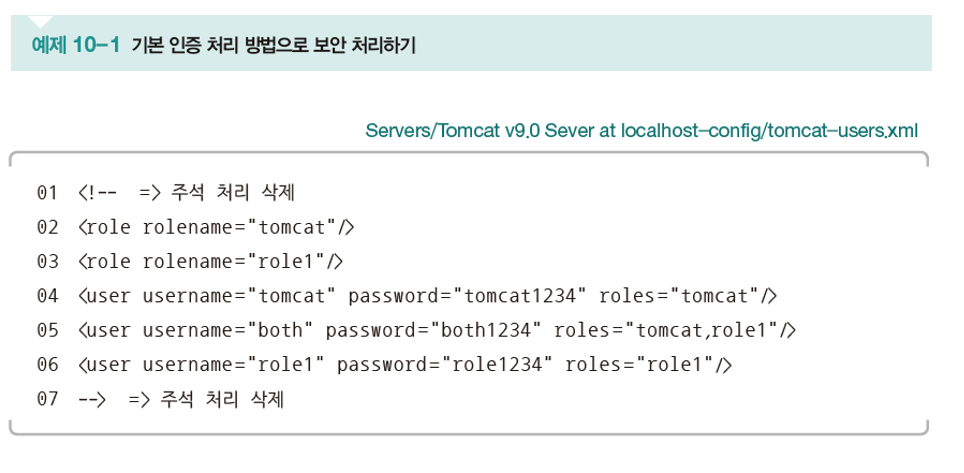 예제 10-1 기본 인증 처리 방법으로 보안 처리하기
Servers/Tomcat v9.0 Sever at localhost-config/tomcat-users.xml
01 <!-- => 주석 처리 삭제
02 <role rolename="tomcat"/>
03 <role rolename="role1"/>
04 <user username="tomcat" password="tomcat1234" roles="tomcat"/>
05 <user username="both" password="both1234" roles="tomcat,role1"/>
06 <user username="role1" password="role1234" roles="role1"/>
07 --> => 주석 처리 삭제